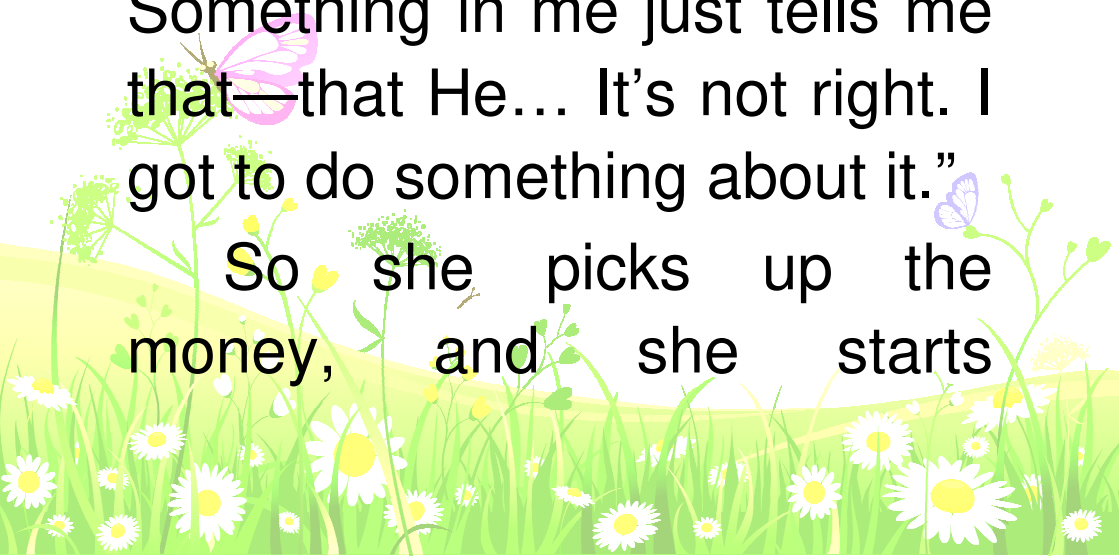 Something in me just tells me
that—that He… It’s not right. I
got to do something about it.”
So she picks up the
money, and she starts